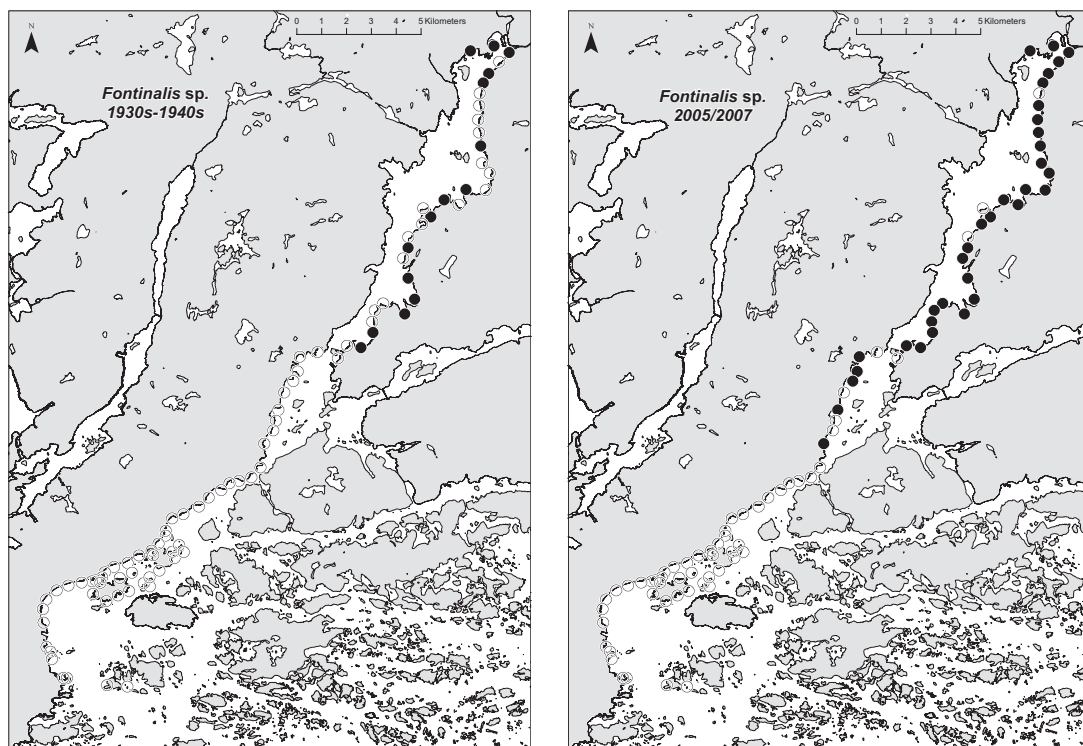 N
0 1 2 3 4 5 Kilometers
Fontinalis sp.
1930s-1940s
N
0 1 2 3 4 5 Kilometers
Fontinalis sp.
2005/2007